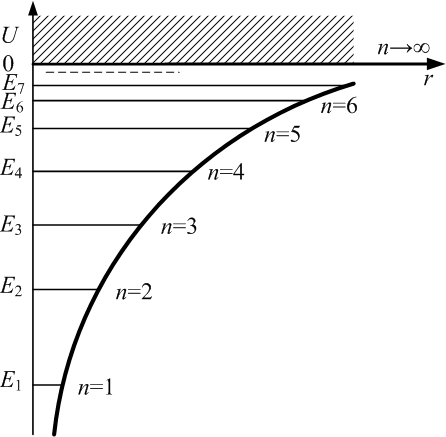 U
n→∞
0
r
E₇
E₆
n=6
E₅
n=5
E₄
n=4
E₃
n=3
E₂
n=2
E₁
n=1